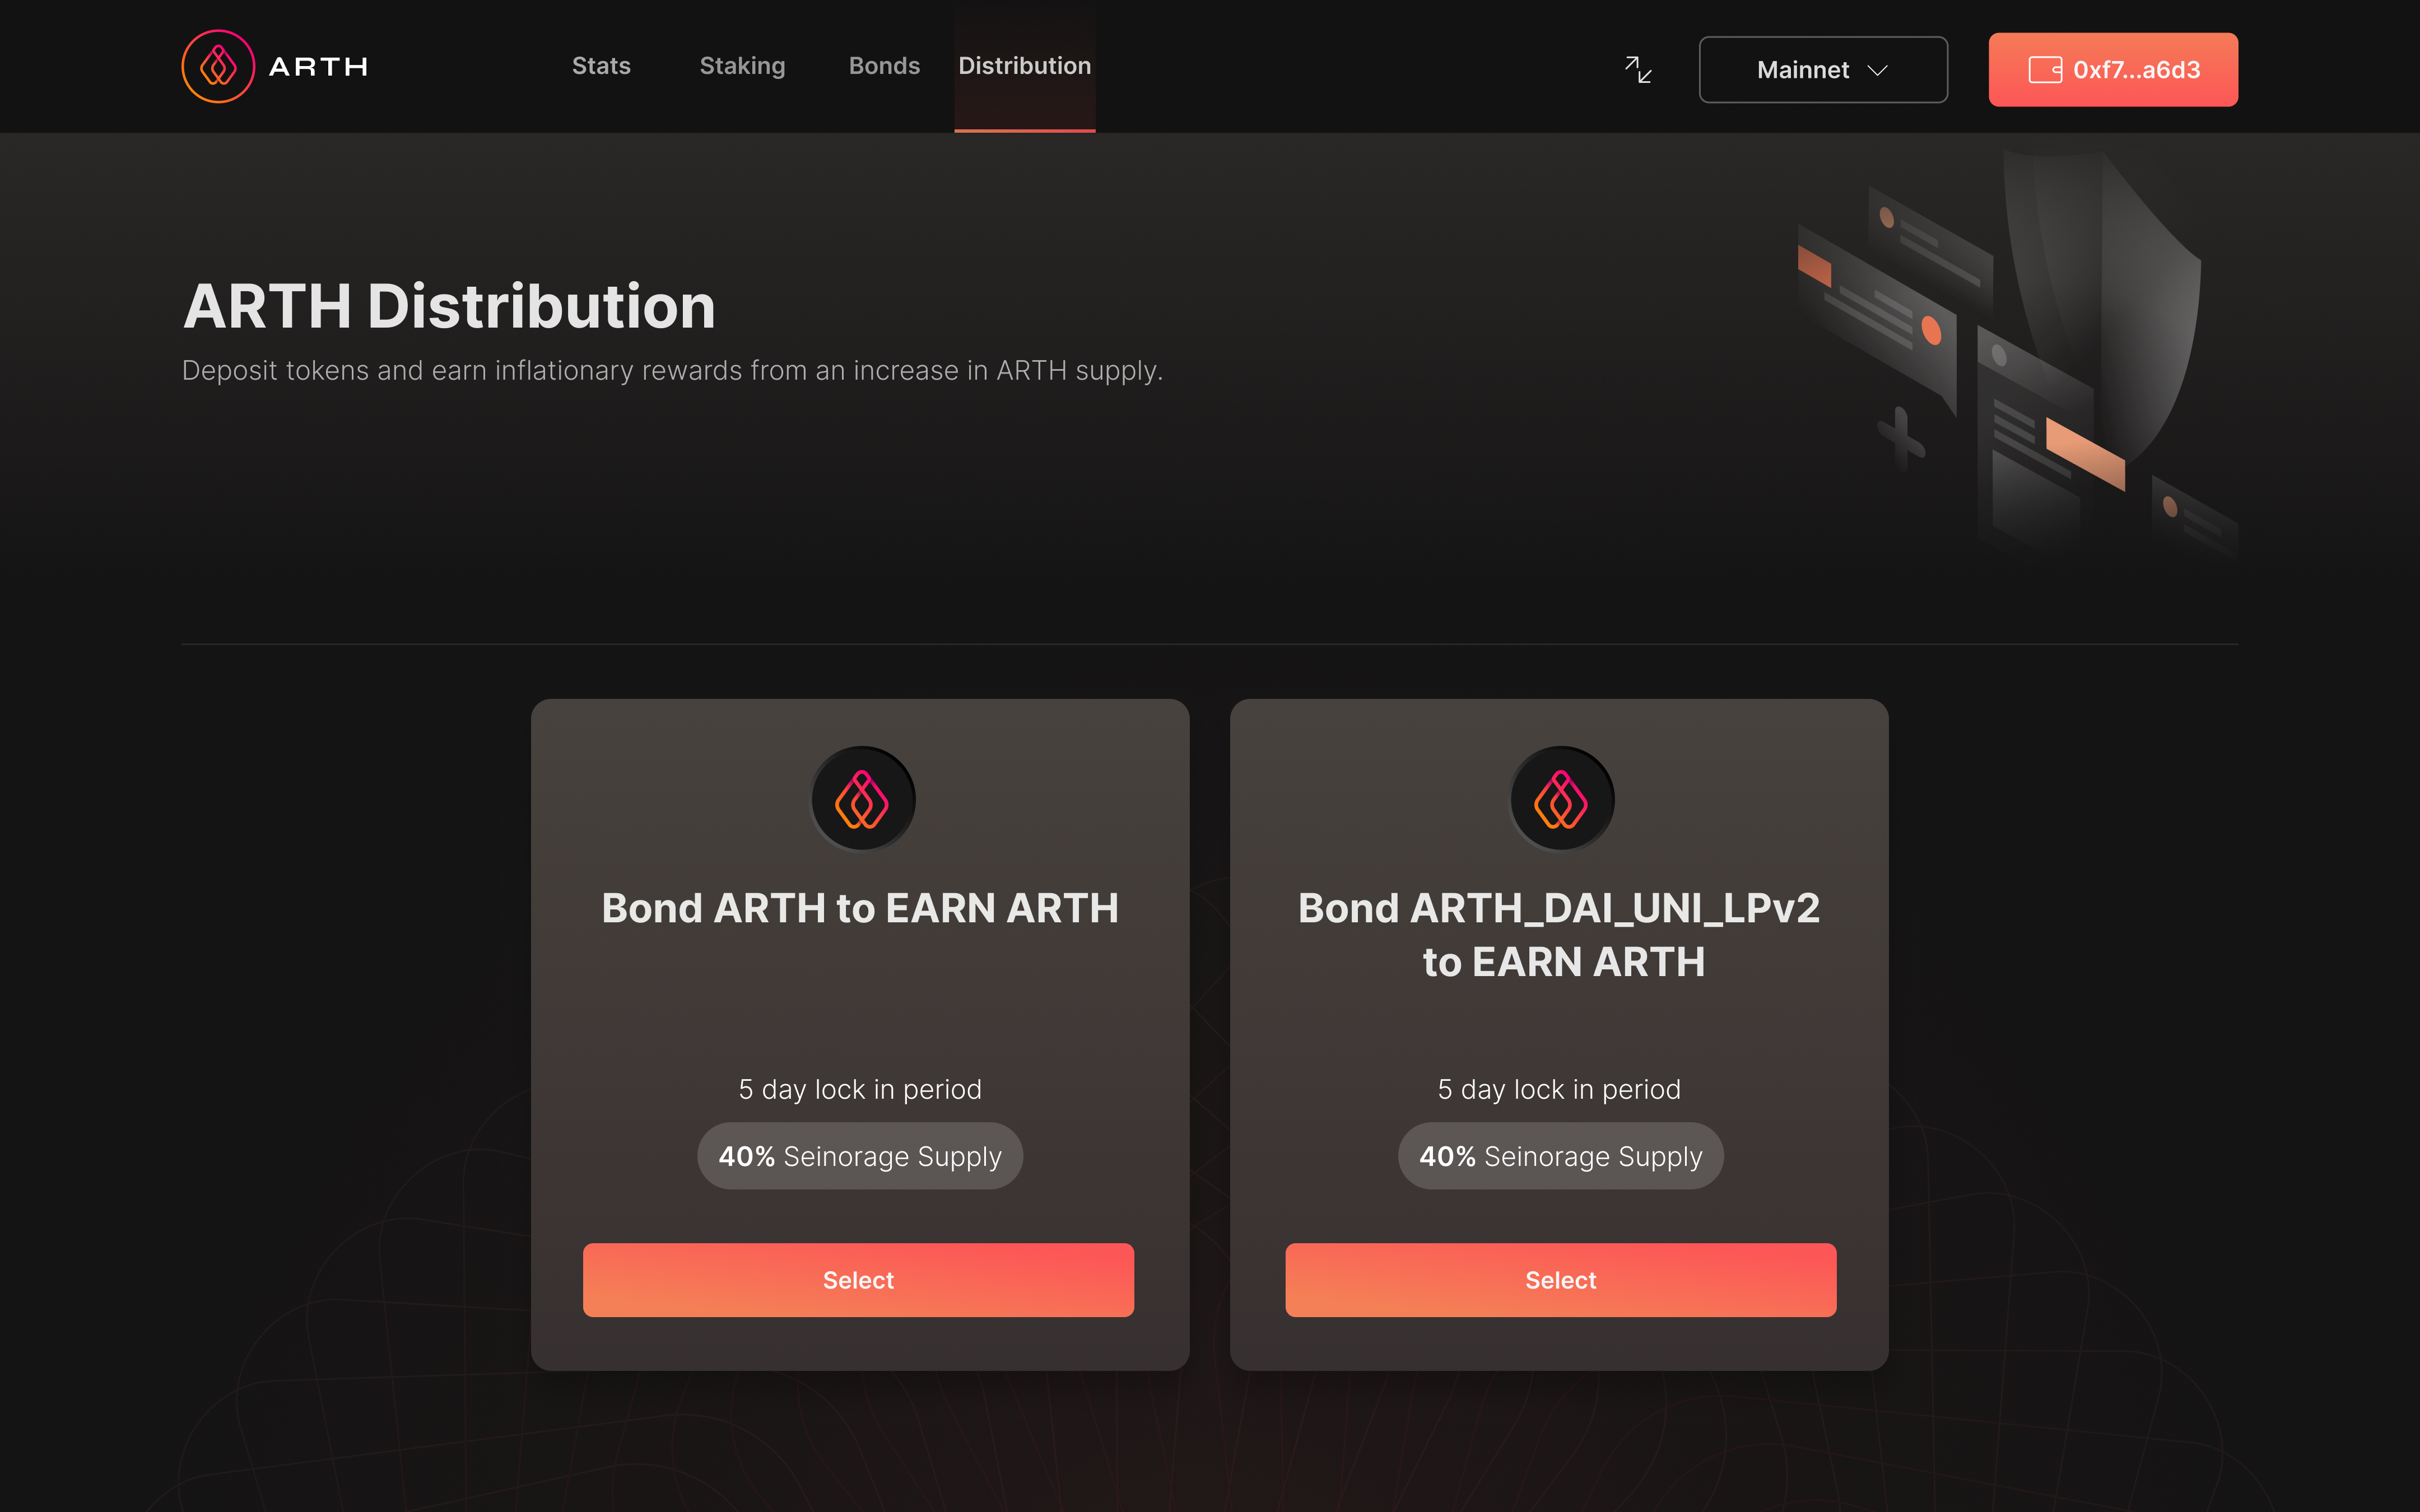 ARTH
Stats
Staking
Bonds
Distribution
Mainnet
0xf7...a6d3
ARTH Distribution
Deposit tokens and earn inflationary rewards from an increase in ARTH supply.
Bond ARTH to EARN ARTH
5 day lock in period
40% Seinorage Supply
Select
Bond ARTH_DAI_UNI_LPv2
to EARN ARTH
5 day lock in period
40% Seinorage Supply
Select